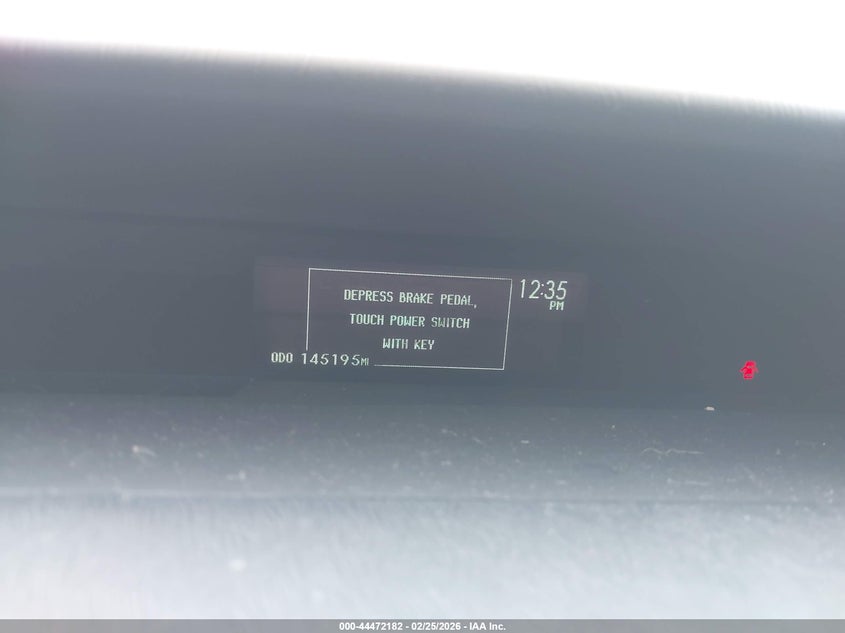 DEPRESS BRAKE PEDAL,
TOUCH POWER SWITCH
WITH KEY
12:35
PM
ODO 145195MI
000-44472182 - 02/25/2026 - IAA Inc.